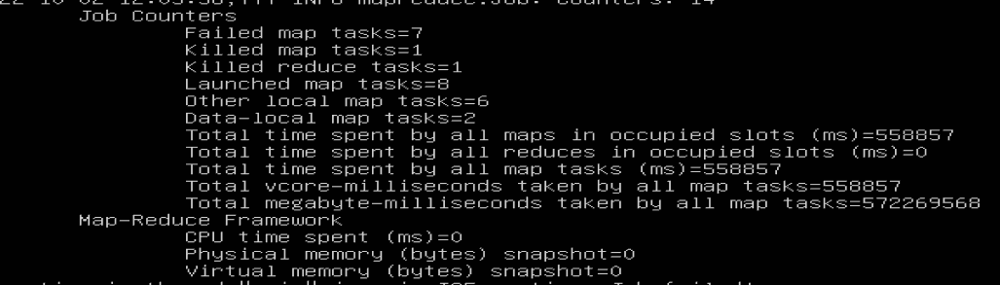 22-10-02 12:05:58,111 INFO mapreduce.Job: Counters: 14
Job Counters
Failed map tasks=7
Killed map tasks=1
Killed reduce tasks=1
Launched map tasks=8
Other local map tasks=6
Data-local map tasks=2
Total time spent by all maps in occupied slots (ms)=558857
Total time spent by all reduces in occupied slots (ms)=0
Total time spent by all map tasks (ms)=558857
Total vcore-milliseconds taken by all map tasks=558857
Total megabyte-milliseconds taken by all map tasks=572269568
Map-Reduce Framework
CPU time spent (ms)=0
Physical memory (bytes) snapshot=0
Virtual memory (bytes) snapshot=0